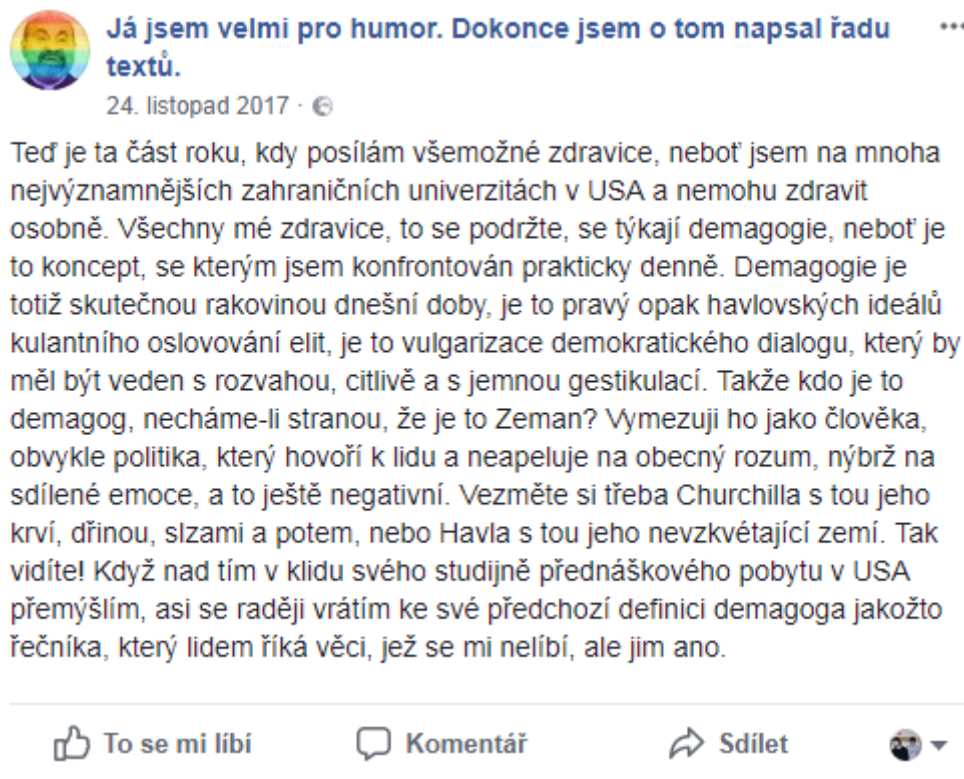 Já jsem velmi pro humor. Dokonce jsem o tom napsal řadu
textů.
24. listopad 2017 ·
Teď je ta část roku, kdy posílám všemožné zdravice, neboť jsem na mnoha
nejvýznamnějších zahraničních univerzitách v USA a nemohu zdravit
osobně. Všechny mé zdravice, to se podržte, se týkají demagogie, neboť je
to koncept, se kterým jsem konfrontován prakticky denně. Demagogie je
totiž skutečnou rakovinou dnešní doby, je to pravý opak havlovských ideálů
kulantního oslovování elit, je to vulgarizace demokratického dialogu, který by
měl být veden s rozvahou, citlivě a s jemnou gestikulací. Takže kdo je to
demagog, necháme-li stranou, že je to Zeman? Vymezuji ho jako člověka,
obvykle politika, který hovoří k lidu a neapeluje na obecný rozum, nýbrž na
sdílené emoce, a to ještě negativní. Vezměte si třeba Churchilla s tou jeho
krví, dřinou, slzami a potem, nebo Havla s tou jeho nevzkvétající zemí. Tak
vidíte! Když nad tím v klidu svého studijně přednáškového pobytu v USA
přemýšlím, asi se raději vrátím ke své předchozí definici demagoga jakožto
řečníka, který lidem říká věci, jež se mi nelíbí, ale jim ano.
To se mi líbí Komentář Sdílet